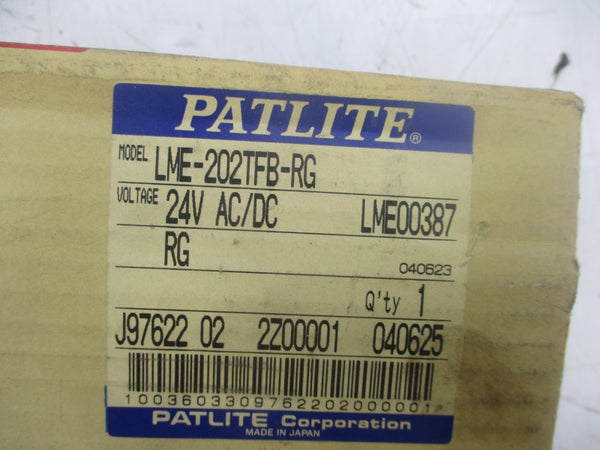 PATLITE®
MODEL LME-202TFB-RG
VOLTAGE 24V AC/DC LME00387
RG
040623
Q'ty 1
J97622 02 2Z00001 040625
1003603309762202000001
PATLITE Corporation
MADE IN JAPAN